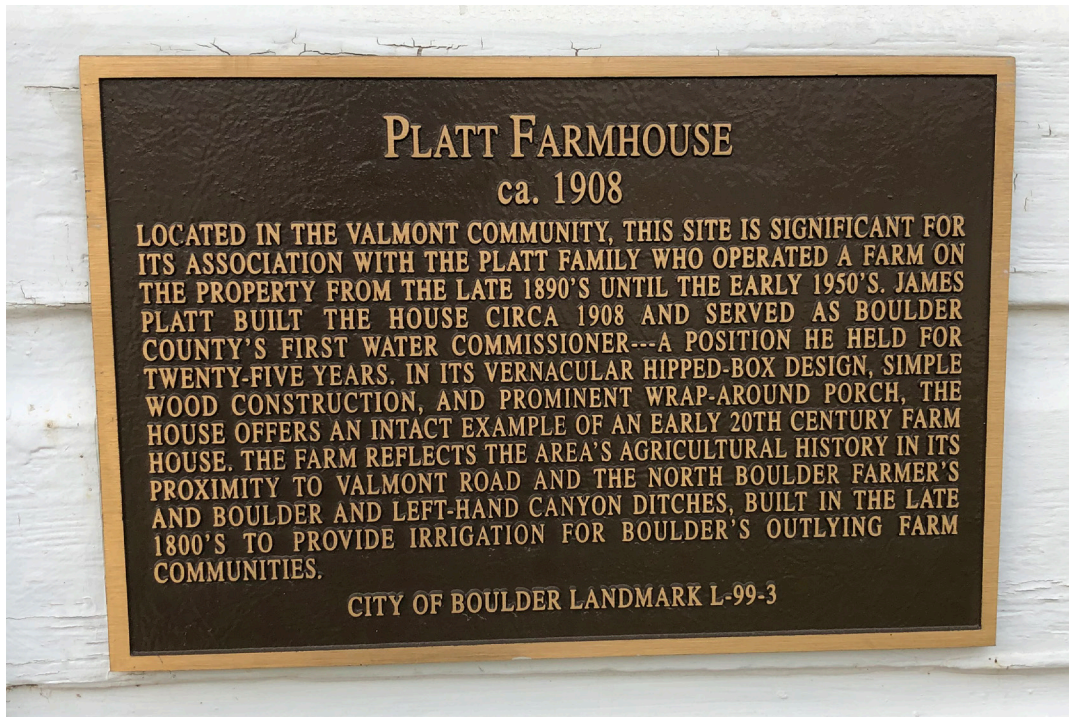 PLATT FARMHOUSE
ca. 1908
LOCATED IN THE VALMONT COMMUNITY, THIS SITE IS SIGNIFICANT FOR
ITS ASSOCIATION WITH THE PLATT FAMILY WHO OPERATED A FARM ON
THE PROPERTY FROM THE LATE 1890'S UNTIL THE EARLY 1950'S. JAMES
PLATT BUILT THE HOUSE CIRCA 1908 AND SERVED AS BOULDER
COUNTY'S FIRST WATER COMMISSIONER---A POSITION HE HELD FOR
TWENTY-FIVE YEARS. IN ITS VERNACULAR HIPPED-BOX DESIGN, SIMPLE
WOOD CONSTRUCTION, AND PROMINENT WRAP-AROUND PORCH, THE
HOUSE OFFERS AN INTACT EXAMPLE OF AN EARLY 20TH CENTURY FARM
HOUSE. THE FARM REFLECTS THE AREA'S AGRICULTURAL HISTORY IN ITS
PROXIMITY TO VALMONT ROAD AND THE NORTH BOULDER FARMER'S
AND BOULDER AND LEFT-HAND CANYON DITCHES, BUILT IN THE LATE
1800'S TO PROVIDE IRRIGATION FOR BOULDER'S OUTLYING FARM
COMMUNITIES.
CITY OF BOULDER LANDMARK L-99-3